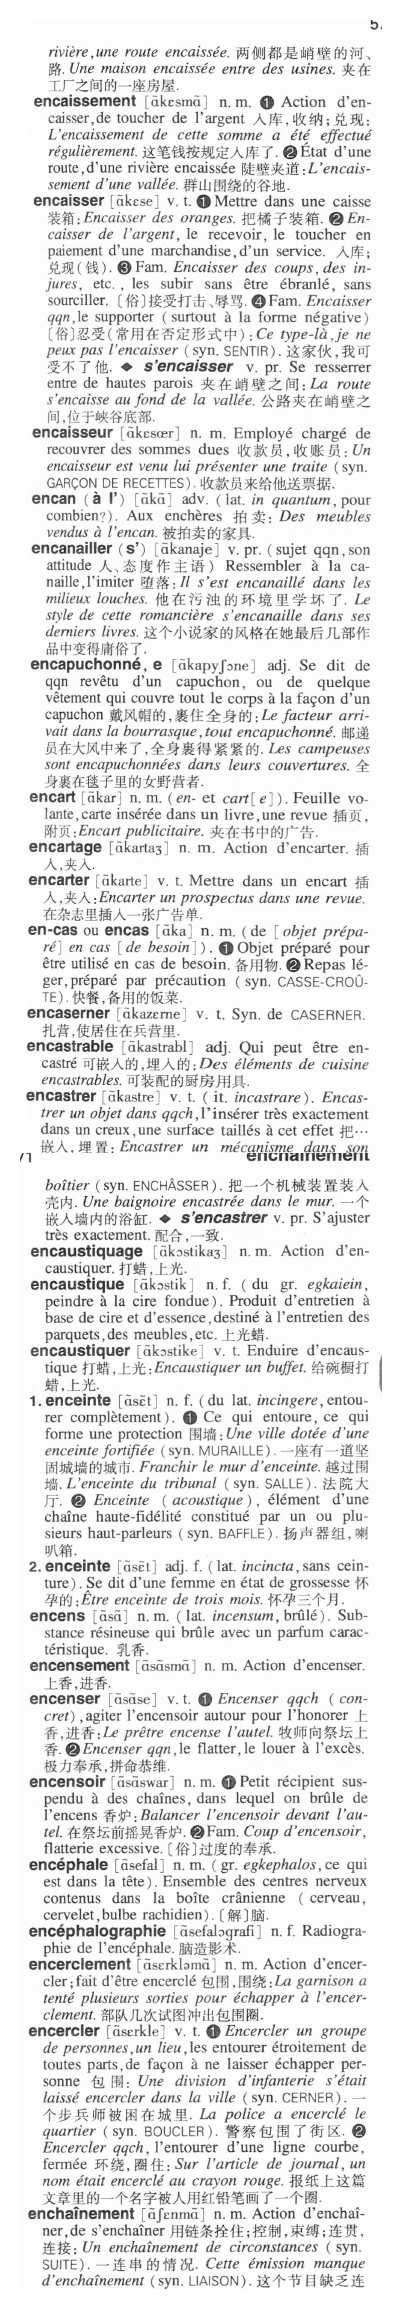 rivière, une route encaissée. 两侧都是峭壁的河、
路. Une maison encaissée entre des usines. 夹在
工厂之间的一座房屋.
encaissement [ɑ̃kɛsmɑ̃] n. m. ❶ Action d'en-
caisser, de toucher de l'argent 入库, 收纳; 兑现:
L'encaissement de cette somme a été effectué
régulièrement. 这笔钱按规定入库了. ❷ État d'une
route, d'une rivière encaissée 陡壁夹道: L'encais-
sement d'une vallée. 群山围绕的谷地.
encaisser [ɑ̃kɛse] v. t. ❶ Mettre dans une caisse
装箱: Encaisser des oranges. 把橘子装箱. ❷ En-
caisser de l'argent, le recevoir, le toucher en
paiement d'une marchandise, d'un service. 入库;
兑现(钱). ❸ Fam. Encaisser des coups, des in-
jures, etc., les subir sans être ébranlé, sans
sourciller. [俗]接受打击、辱骂. ❹ Fam. Encaisser
qqn, le supporter (surtout à la forme négative)
[俗]忍受(常用在否定形式中): Ce type-là, je ne
peux pas l'encaisser (syn. SENTIR). 这家伙, 我可
受不了他. ◆ s'encaisser v. pr. Se resserrer
entre de hautes parois 夹在峭壁之间: La route
s'encaisse au fond de la vallée. 公路夹在峭壁之
间, 位于峡谷底部.
encaisseur [ɑ̃kɛsœr] n. m. Employé chargé de
recouvrer des sommes dues 收款员, 收账员: Un
encaisseur est venu lui présenter une traite (syn.
GARÇON DE RECETTES). 收款员来给他送票据.
encan (à l') [ɑ̃kɑ̃] adv. (lat. in quantum, pour
combien?). Aux enchères 拍卖: Des meubles
vendus à l'encan. 被拍卖的家具.
encanailler (s') [ɑ̃kanaje] v. pr. (sujet qqn, son
attitude 人、态度作主语) Ressembler à la ca-
naille, l'imiter 堕落: Il s'est encanaillé dans les
milieux louches. 他在污浊的环境里学坏了. Le
style de cette romancière s'encanaille dans ses
derniers livres. 这个小说家的风格在她最后几部作
品中变得庸俗了.
encapuchonné, e [ɑ̃kapyʃɔne] adj. Se dit de
qqn revêtu d'un capuchon, ou de quelque
vêtement qui couvre tout le corps à la façon d'un
capuchon 戴风帽的, 裹住全身的: Le facteur arri-
vait dans la bourrasque, tout encapuchonné. 邮递
员在大风中来了, 全身裹得紧紧的. Les campeuses
sont encapuchonnées dans leurs couvertures. 全
身裹在毯子里的女野营者.
encart [ɑ̃kar] n. m. (en- et cart[e]). Feuille vo-
lante, carte insérée dans un livre, une revue 插页,
附页: Encart publicitaire. 夹在书中的广告.
encartage [ɑ̃kartaʒ] n. m. Action d'encarter. 插
入, 夹入.
encarter [ɑ̃karte] v. t. Mettre dans un encart 插
入, 夹入: Encarter un prospectus dans une revue.
在杂志里插入一张广告单.
en-cas ou encas [ɑ̃ka] n. m. (de [objet prépa-
ré] en cas [de besoin]). ❶ Objet préparé pour
être utilisé en cas de besoin. 备用物. ❷ Repas lé-
ger, préparé par précaution (syn. CASSE-CROÛ-
TE). 快餐, 备用的饭菜.
encaserner [ɑ̃kazɛrne] v. t. Syn. de CASERNER.
扎营, 使居住在兵营里.
encastrable [ɑ̃kastrabl] adj. Qui peut être en-
castré 可嵌入的, 埋入的: Des éléments de cuisine
encastrables. 可装配的厨房用具.
encastrer [ɑ̃kastre] v. t. (it. incastrare). Encas-
trer un objet dans qqch, l'insérer très exactement
dans un creux, une surface taillés à cet effet 把…
嵌入, 埋置: Encastrer un mécanisme dans son
enchaînement
boîtier (syn. ENCHÂSSER). 把一个机械装置装入
壳内. Une baignoire encastrée dans le mur. 一个
嵌入墙内的浴缸. ◆ s'encastrer v. pr. S'ajuster
très exactement. 配合, 一致.
encaustiquage [ɑ̃kɔstikaʒ] n. m. Action d'en-
caustiquer. 打蜡, 上光.
encaustique [ɑ̃kɔstik] n. f. (du gr. egkaiein,
peindre à la cire fondue). Produit d'entretien à
base de cire et d'essence, destiné à l'entretien des
parquets, des meubles, etc. 上光蜡.
encaustiquer [ɑ̃kɔstike] v. t. Enduire d'encaus-
tique 打蜡, 上光: Encaustiquer un buffet. 给碗橱打
蜡, 上光.
1. enceinte [ɑ̃sɛ̃t] n. f. (du lat. incingere, entou-
rer complètement). ❶ Ce qui entoure, ce qui
forme une protection 围墙: Une ville dotée d'une
enceinte fortifiée (syn. MURAILLE). 一座有一道坚
固城墙的城市. Franchir le mur d'enceinte. 越过围
墙. L'enceinte du tribunal (syn. SALLE). 法院大
厅. ❷ Enceinte (acoustique), élément d'une
chaîne haute-fidélité constitué par un ou plu-
sieurs haut-parleurs (syn. BAFFLE). 扬声器组, 喇
叭箱.
2. enceinte [ɑ̃sɛ̃t] adj. f. (lat. incincta, sans cein-
ture). Se dit d'une femme en état de grossesse 怀
孕的: Être enceinte de trois mois. 怀孕三个月.
encens [ɑ̃sɑ̃] n. m. (lat. incensum, brûlé). Sub-
stance résineuse qui brûle avec un parfum carac-
téristique. 乳香.
encensement [ɑ̃sɑ̃smɑ̃] n. m. Action d'encenser.
上香, 进香.
encenser [ɑ̃sɑ̃se] v. t. ❶ Encenser qqch (con-
cret), agiter l'encensoir autour pour l'honorer 上
香, 进香: Le prêtre encense l'autel. 牧师向祭坛上
香. ❷ Encenser qqn, le flatter, le louer à l'excès.
极力奉承, 拼命恭维.
encensoir [ɑ̃sɑ̃swar] n. m. ❶ Petit récipient sus-
pendu à des chaînes, dans lequel on brûle de
l'encens 香炉: Balancer l'encensoir devant l'au-
tel. 在祭坛前摇晃香炉. ❷ Fam. Coup d'encensoir,
flatterie excessive. [俗]过度的奉承.
encéphale [ɑ̃sefal] n. m. (gr. egkephalos, ce qui
est dans la tête). Ensemble des centres nerveux
contenus dans la boîte crânienne (cerveau,
cervelet, bulbe rachidien). [解]脑.
encéphalographie [ɑ̃sefalɔgrafi] n. f. Radiogra-
phie de l'encéphale. 脑造影术.
encerclement [ɑ̃sɛrkləmɑ̃] n. m. Action d'encer-
cler; fait d'être encerclé 包围, 围绕: La garnison a
tenté plusieurs sorties pour échapper à l'encer-
clement. 部队几次试图冲出包围圈.
encercler [ɑ̃sɛrkle] v. t. ❶ Encercler un groupe
de personnes, un lieu, les entourer étroitement de
toutes parts, de façon à ne laisser échapper per-
sonne 包围: Une division d'infanterie s'était
laissé encercler dans la ville (syn. CERNER). 一
个步兵师被困在城里. La police a encerclé le
quartier (syn. BOUCLER). 警察包围了街区. ❷
Encercler qqch, l'entourer d'une ligne courbe,
fermée 环绕, 圈住: Sur l'article de journal, un
nom était encerclé au crayon rouge. 报纸上这篇
文章里的一个名字被人用红铅笔画了一个圈.
enchaînement [ɑ̃ʃɛnmɑ̃] n. m. Action d'enchaî-
ner, de s'enchaîner 用链条拴住; 控制, 束缚; 连贯,
连接: Un enchaînement de circonstances (syn.
SUITE). 一连串的情况. Cette émission manque
d'enchaînement (syn. LIAISON). 这个节目缺乏连